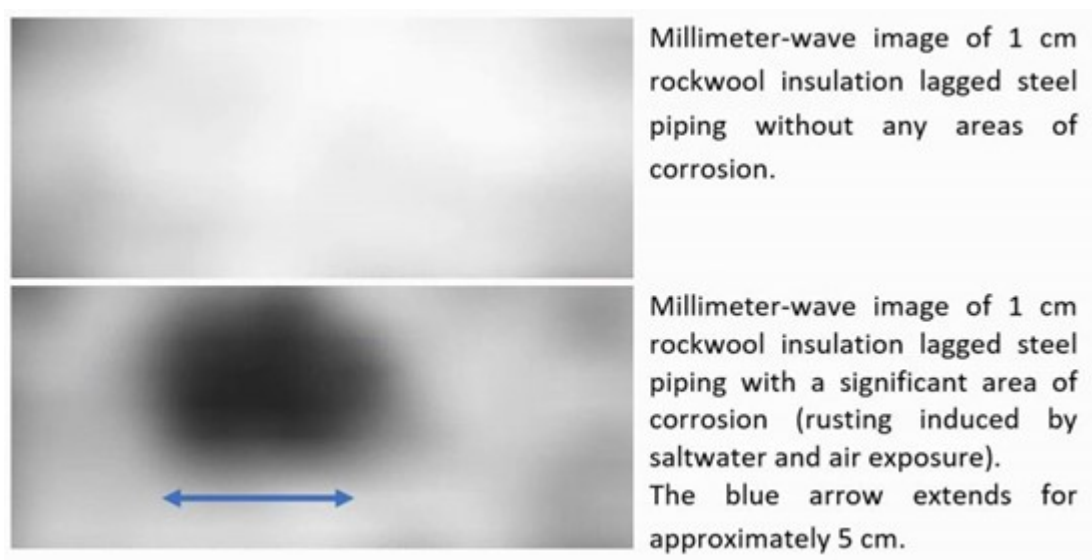 Millimeter-wave image of 1 cm
rockwool insulation lagged steel
piping without any areas of
corrosion.
Millimeter-wave image of 1 cm
rockwool insulation lagged steel
piping with a significant area of
corrosion (rusting induced by
saltwater and air exposure).
The blue arrow extends for
approximately 5 cm.